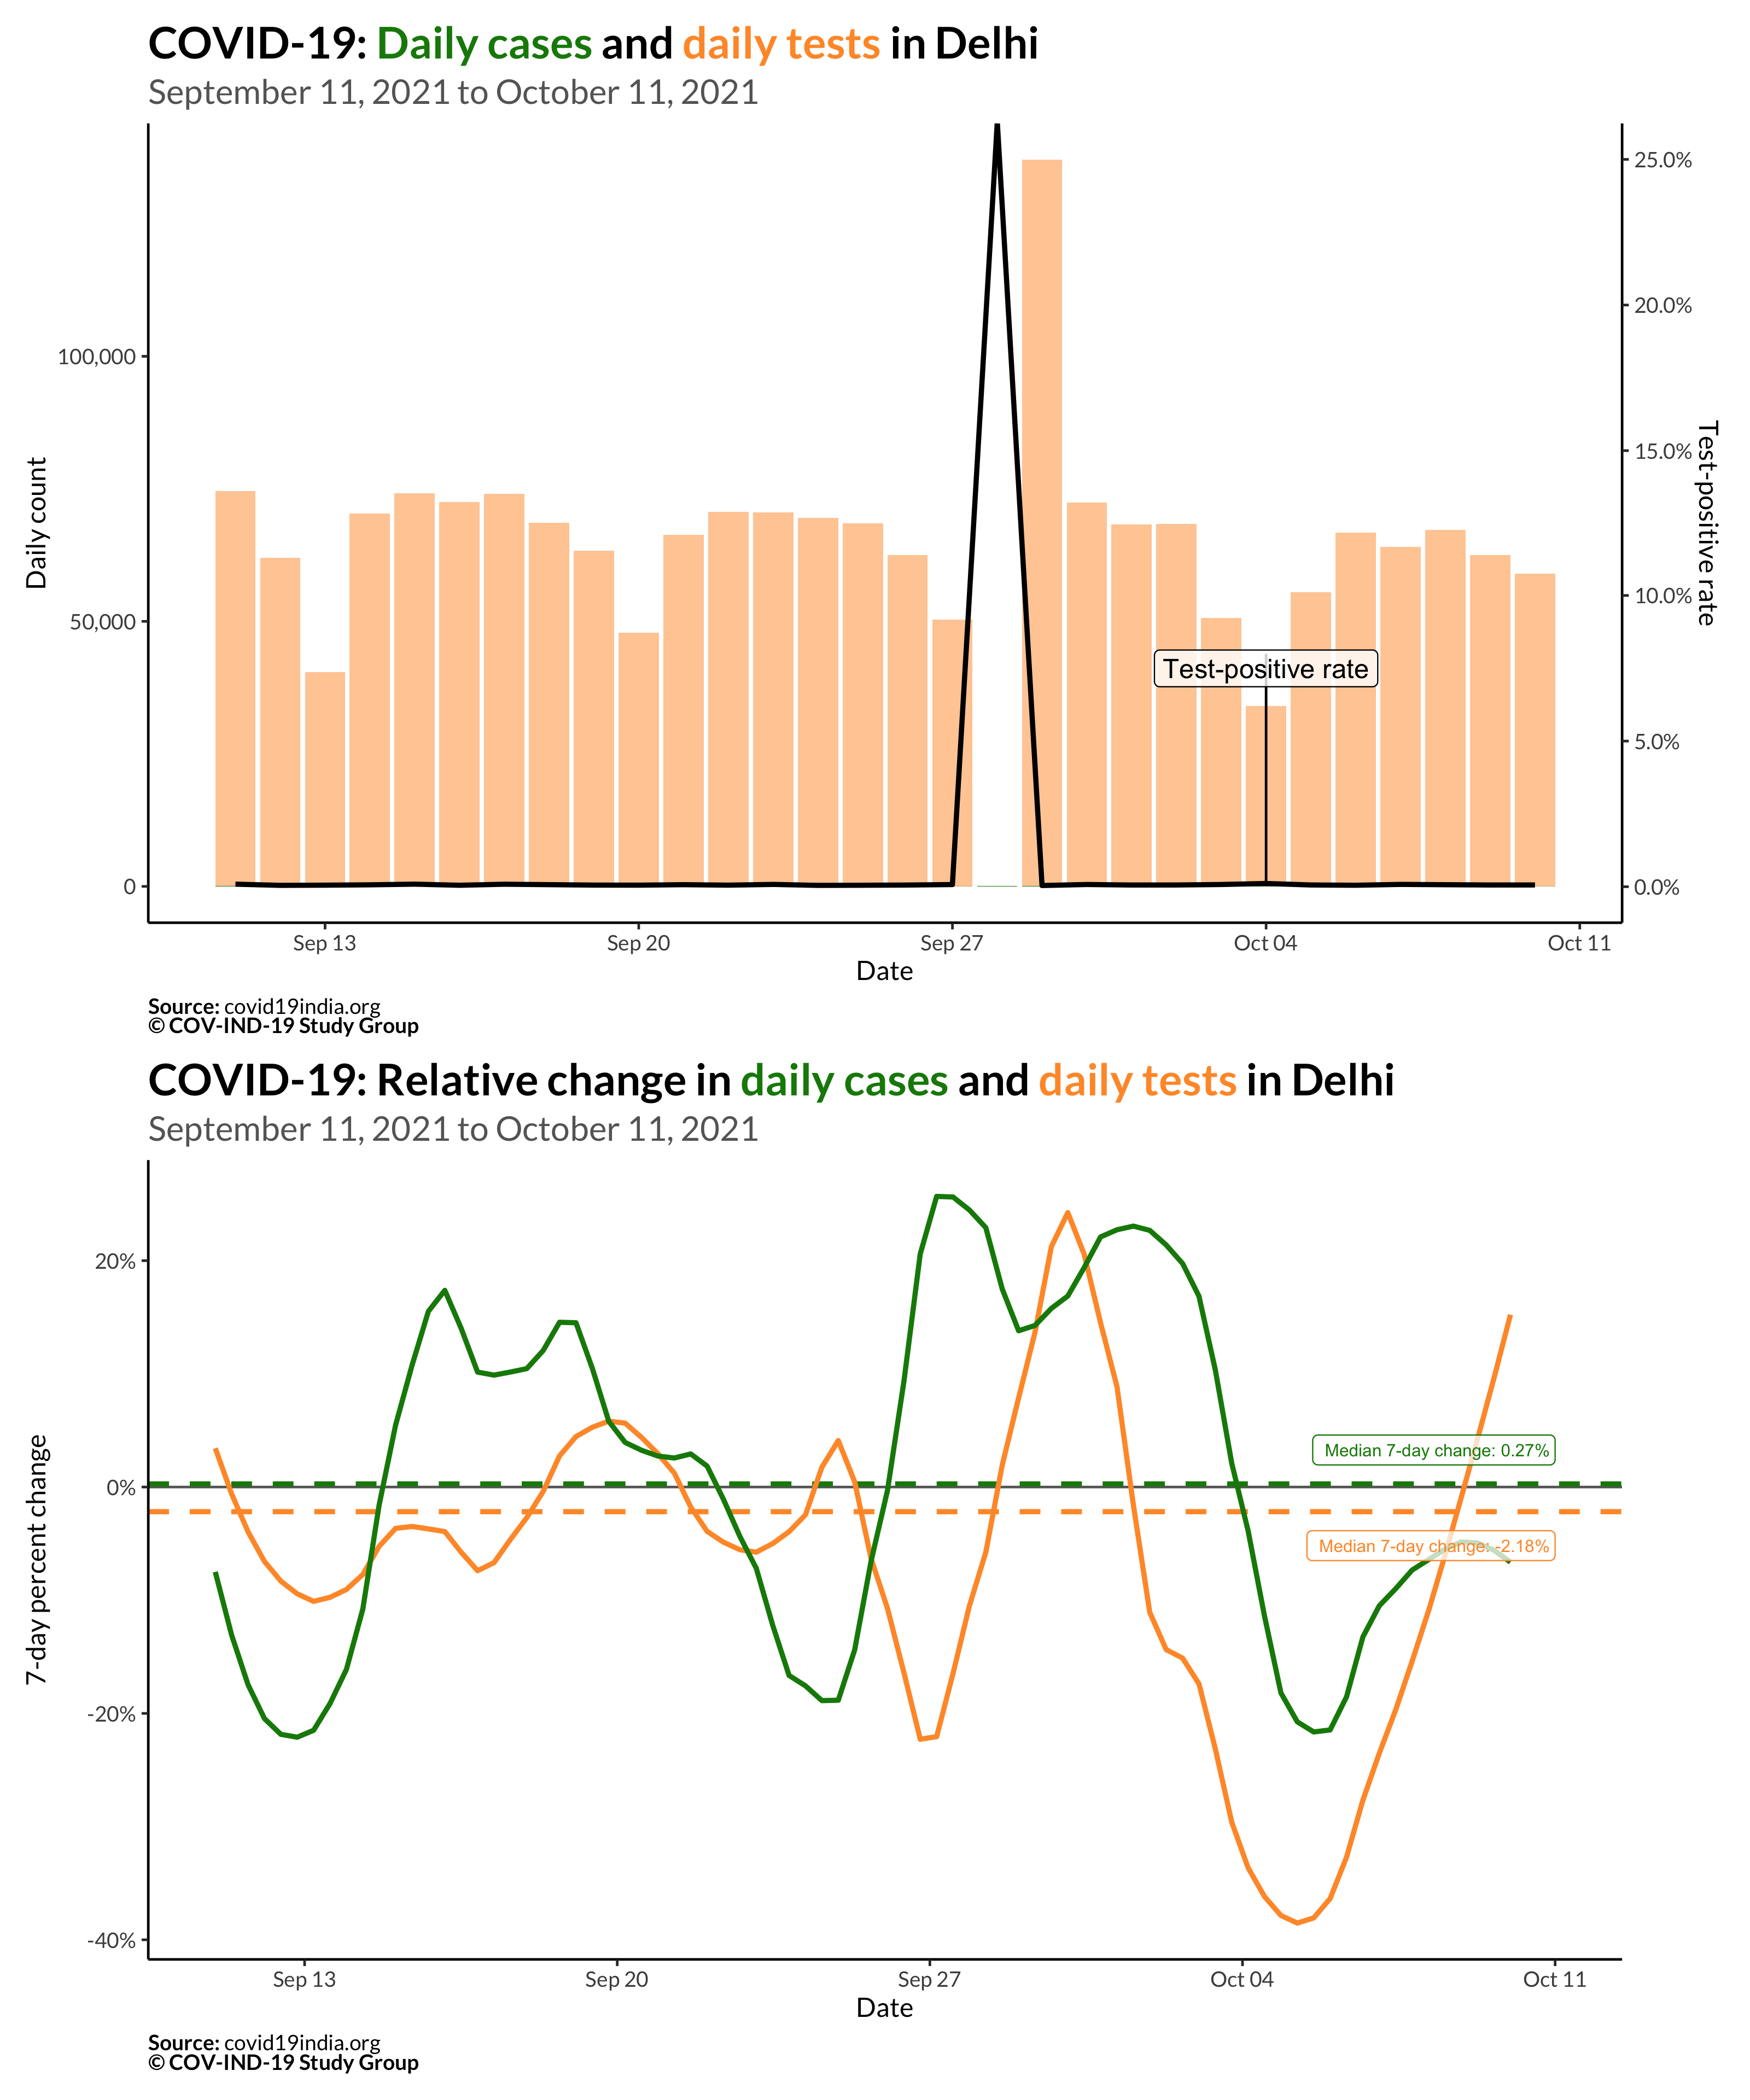 COVID-19: Daily cases and daily tests in Delhi
September 11, 2021 to October 11, 2021
25.0%
20.0%
100,000
15.0%
Daily count
Test-positive rate
50,000
10.0%
Test-positive rate
5.0%
0
0.0%
Sep 13
Sep 20
Sep 27
Oct 04
Oct 11
Date
Source: covid19india.org
© COV-IND-19 Study Group
COVID-19: Relative change in daily cases and daily tests in Delhi
September 11, 2021 to October 11, 2021
20%
Median 7-day change: 0.27%
0%
7-day percent change
Median 7-day change: -2.18%
-20%
-40%
Sep 13
Sep 20
Sep 27
Oct 04
Oct 11
Date
Source: covid19india.org
© COV-IND-19 Study Group